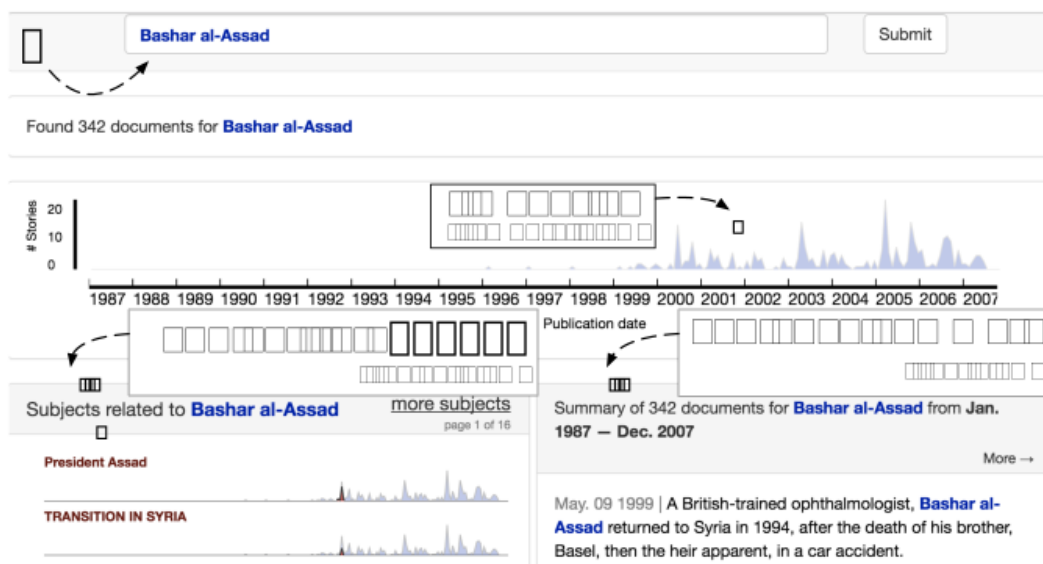 Bashar al-Assad
Submit
Found 342 documents for Bashar al-Assad
# Stories
20
10
0
1987 1988 1989 1990 1991 1992 1993 1994 1995 1996 1997 1998 1999 2000 2001 2002 2003 2004 2005 2006 2007
Publication date
Subjects related to Bashar al-Assad
more subjects
page 1 of 16
President Assad
TRANSITION IN SYRIA
Summary of 342 documents for Bashar al-Assad from Jan.
1987 — Dec. 2007
More →
May. 09 1999 | A British-trained ophthalmologist, Bashar al-
Assad returned to Syria in 1994, after the death of his brother,
Basel, then the heir apparent, in a car accident.